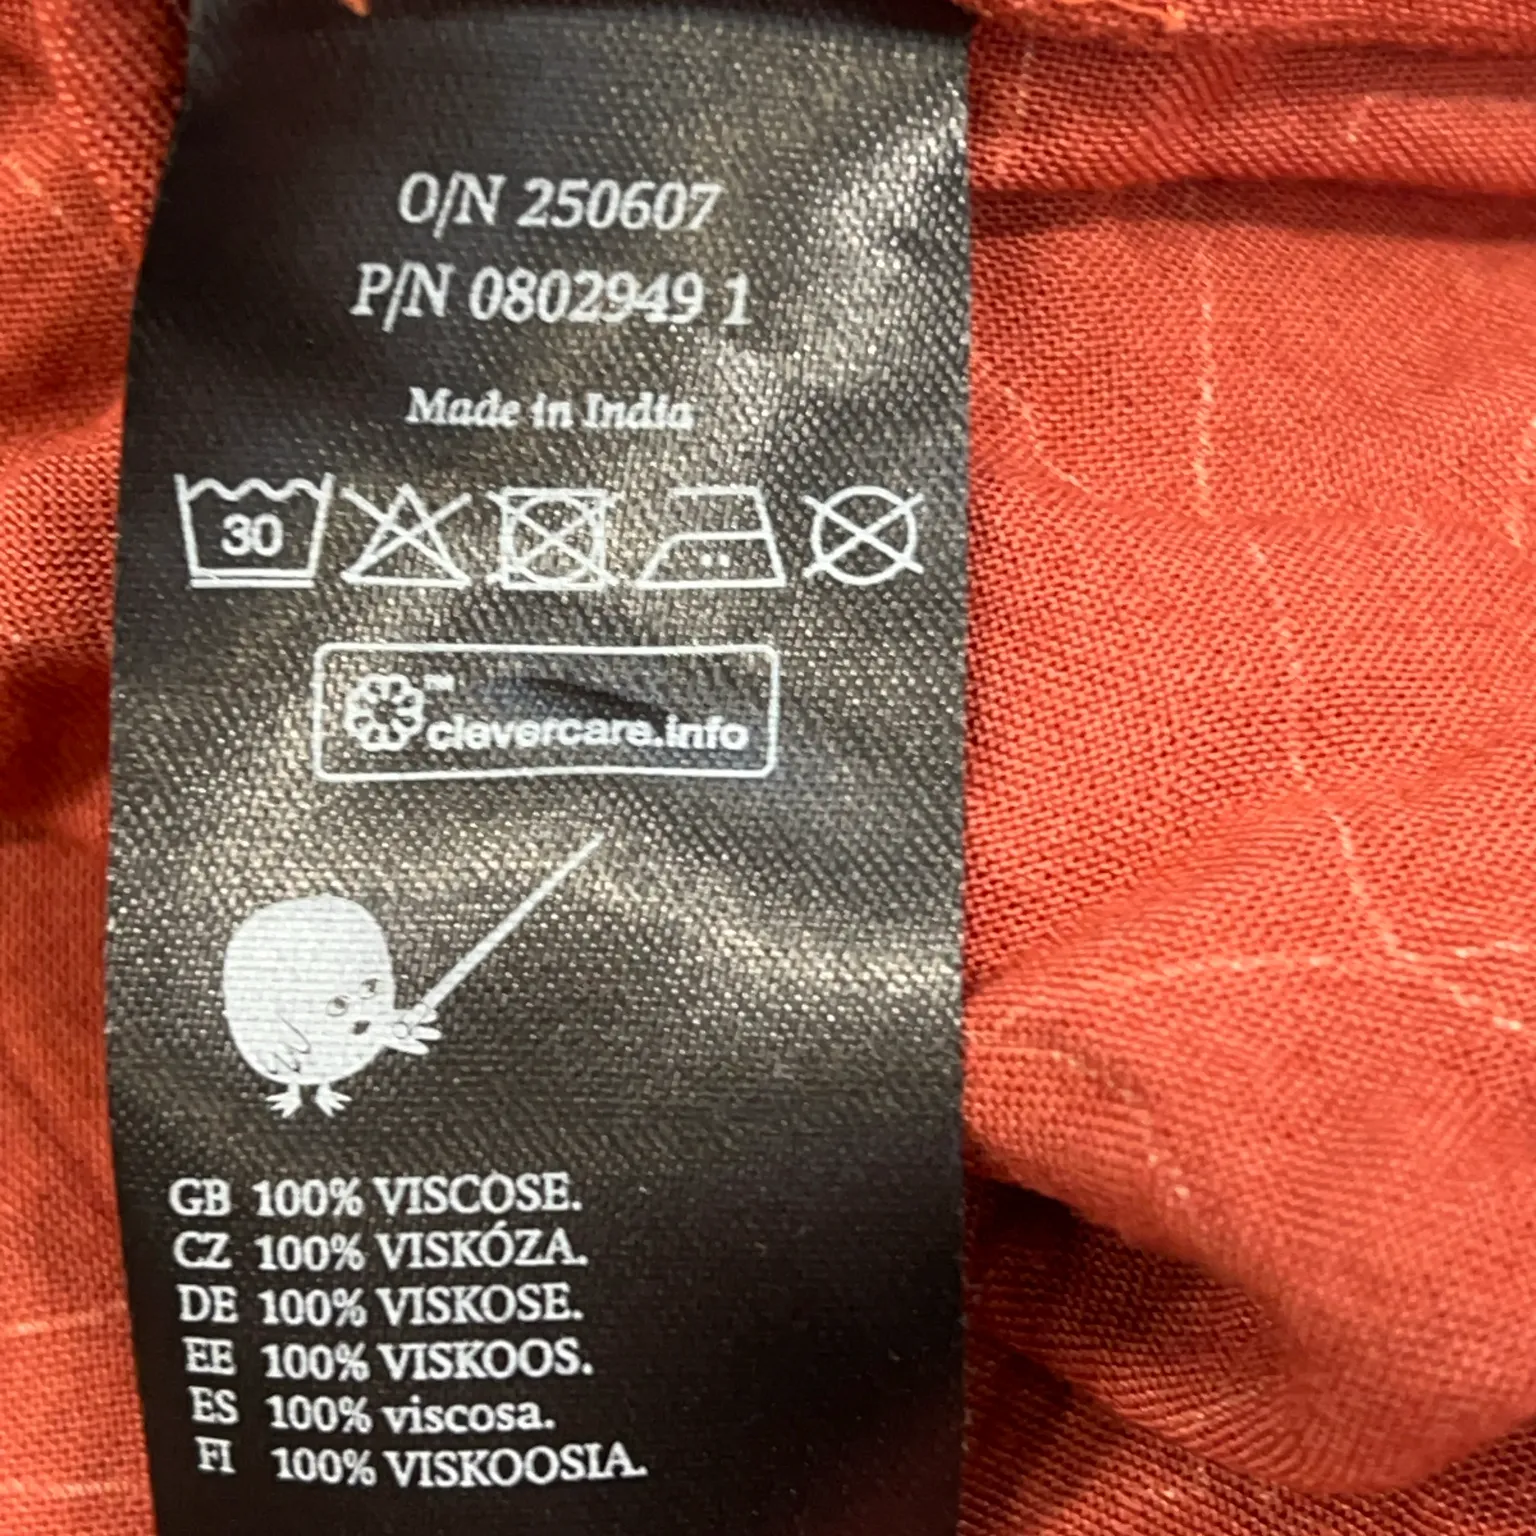 O/N 250607
P/N 0802949 1
Made in India
30
™
clevercare.info
GB 100% VISCOSE.
CZ 100% VISKÓZA.
DE 100% VISKOSE.
EE 100% VISKOOS.
ES 100% viscosa.
FI 100% VISKOOSIA.